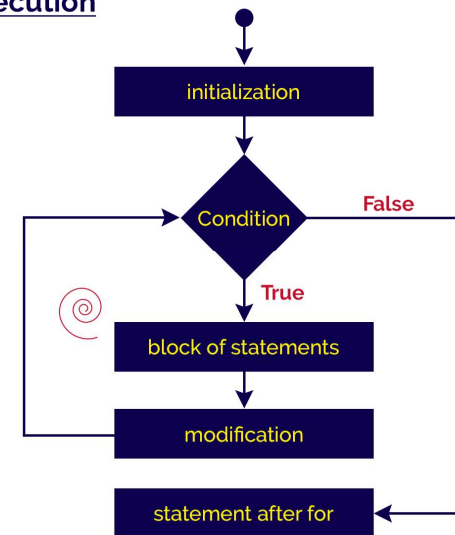 ecution
initialization
Condition
False
True
block of statements
modification
statement after for